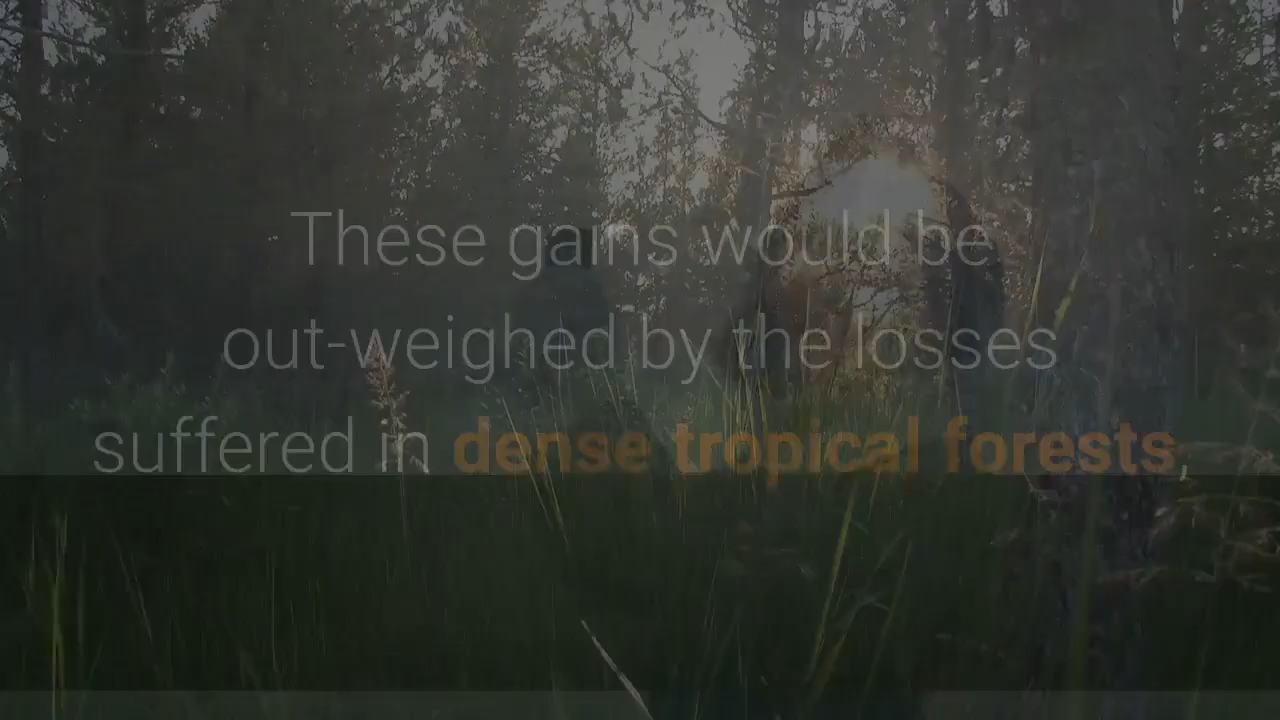 These gains would be
out-weighed by the losses
suffered in dense tropical forests